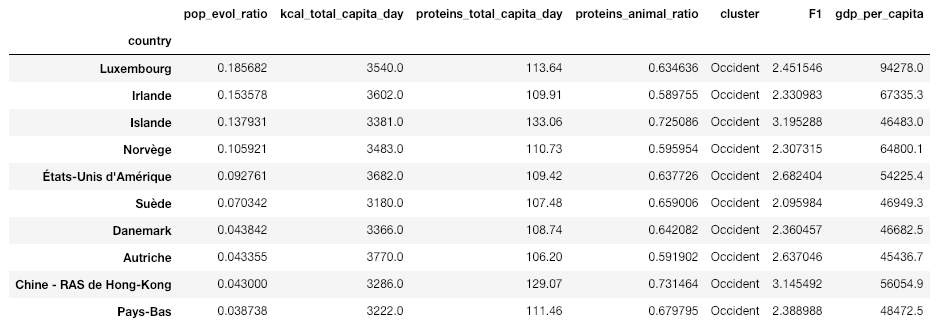 pop_evol_ratio kcal_total_capita_day proteins_total_capita_day proteins_animal_ratio cluster F1 gdp_per_capita
country
Luxembourg 0.185682 3540.0 113.64 0.634636 Occident 2.451546 94278.0
Irlande 0.153578 3602.0 109.91 0.589755 Occident 2.330983 67335.3
Islande 0.137931 3381.0 133.06 0.725086 Occident 3.195288 46483.0
Norvège 0.105921 3483.0 110.73 0.595954 Occident 2.307315 64800.1
États-Unis d'Amérique 0.092761 3682.0 109.42 0.637726 Occident 2.682404 54225.4
Suède 0.070342 3180.0 107.48 0.659006 Occident 2.095984 46949.3
Danemark 0.043842 3366.0 108.74 0.642082 Occident 2.360457 46682.5
Autriche 0.043355 3770.0 106.20 0.591902 Occident 2.637046 45436.7
Chine - RAS de Hong-Kong 0.043000 3286.0 129.07 0.731464 Occident 3.145492 56054.9
Pays-Bas 0.038738 3222.0 111.46 0.679795 Occident 2.388988 48472.5